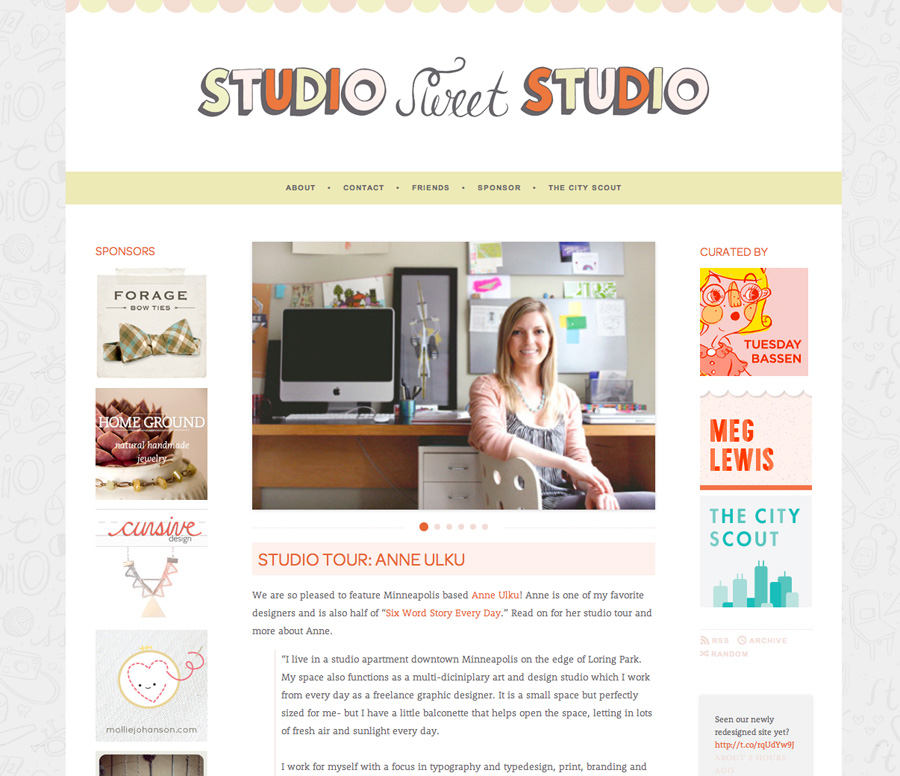 STUDIO Sweet STUDIO
ABOUT • CONTACT • FRIENDS • SPONSOR • THE CITY SCOUT
SPONSORS
FORAGE
BOW TIES
HOME GROUND
natural handmade
jewelry
cursive
design
molliejohanson.com
STUDIO TOUR: ANNE ULKU
We are so pleased to feature Minneapolis based Anne Ulku! Anne is one of my favorite
designers and is also half of “Six Word Story Every Day.” Read on for her studio tour and
more about Anne.
“I live in a studio apartment downtown Minneapolis on the edge of Loring Park.
My space also functions as a multi-diciniplary art and design studio which I work
from every day as a freelance graphic designer. It is a small space but perfectly
sized for me- but I have a little balconette that helps open the space, letting in lots
of fresh air and sunlight every day.
I work for myself with a focus in typography and typedesign, print, branding and
CURATED BY
TUESDAY
BASSEN
MEG
LEWIS
THE CITY
SCOUT
RSS ARCHIVE
RANDOM
Seen our newly
redesigned site yet?
http://t.co/rqUdYw9J
ABOUT 2 HOURS
AGO